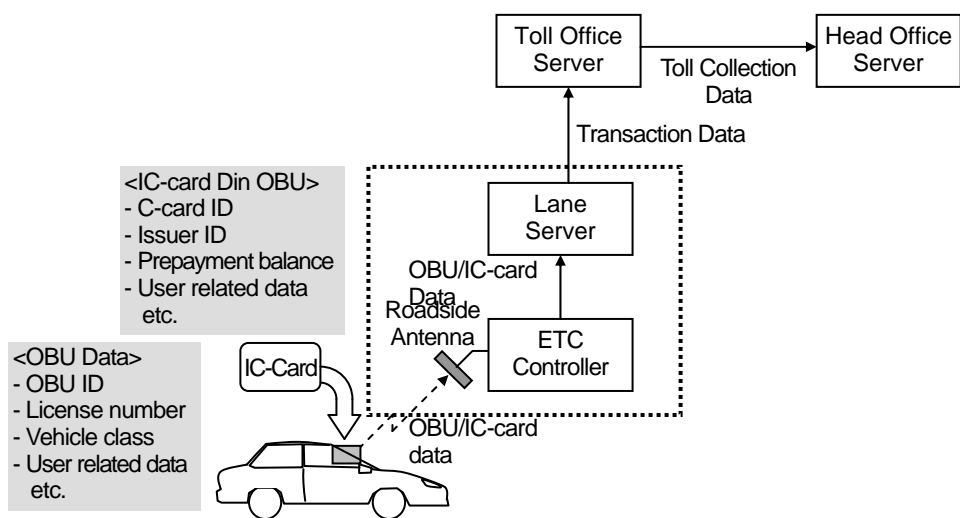 Toll Office
Server
Head Office
Server
Toll Collection
Data
Transaction Data
<IC-card Din OBU>
- C-card ID
- Issuer ID
- Prepayment balance
- User related data
etc.
Lane
Server
OBU/IC-card
Data
Roadside
Antenna
ETC
Controller
<OBU Data>
- OBU ID
- License number
- Vehicle class
- User related data
etc.
IC-Card
OBU/IC-card
data